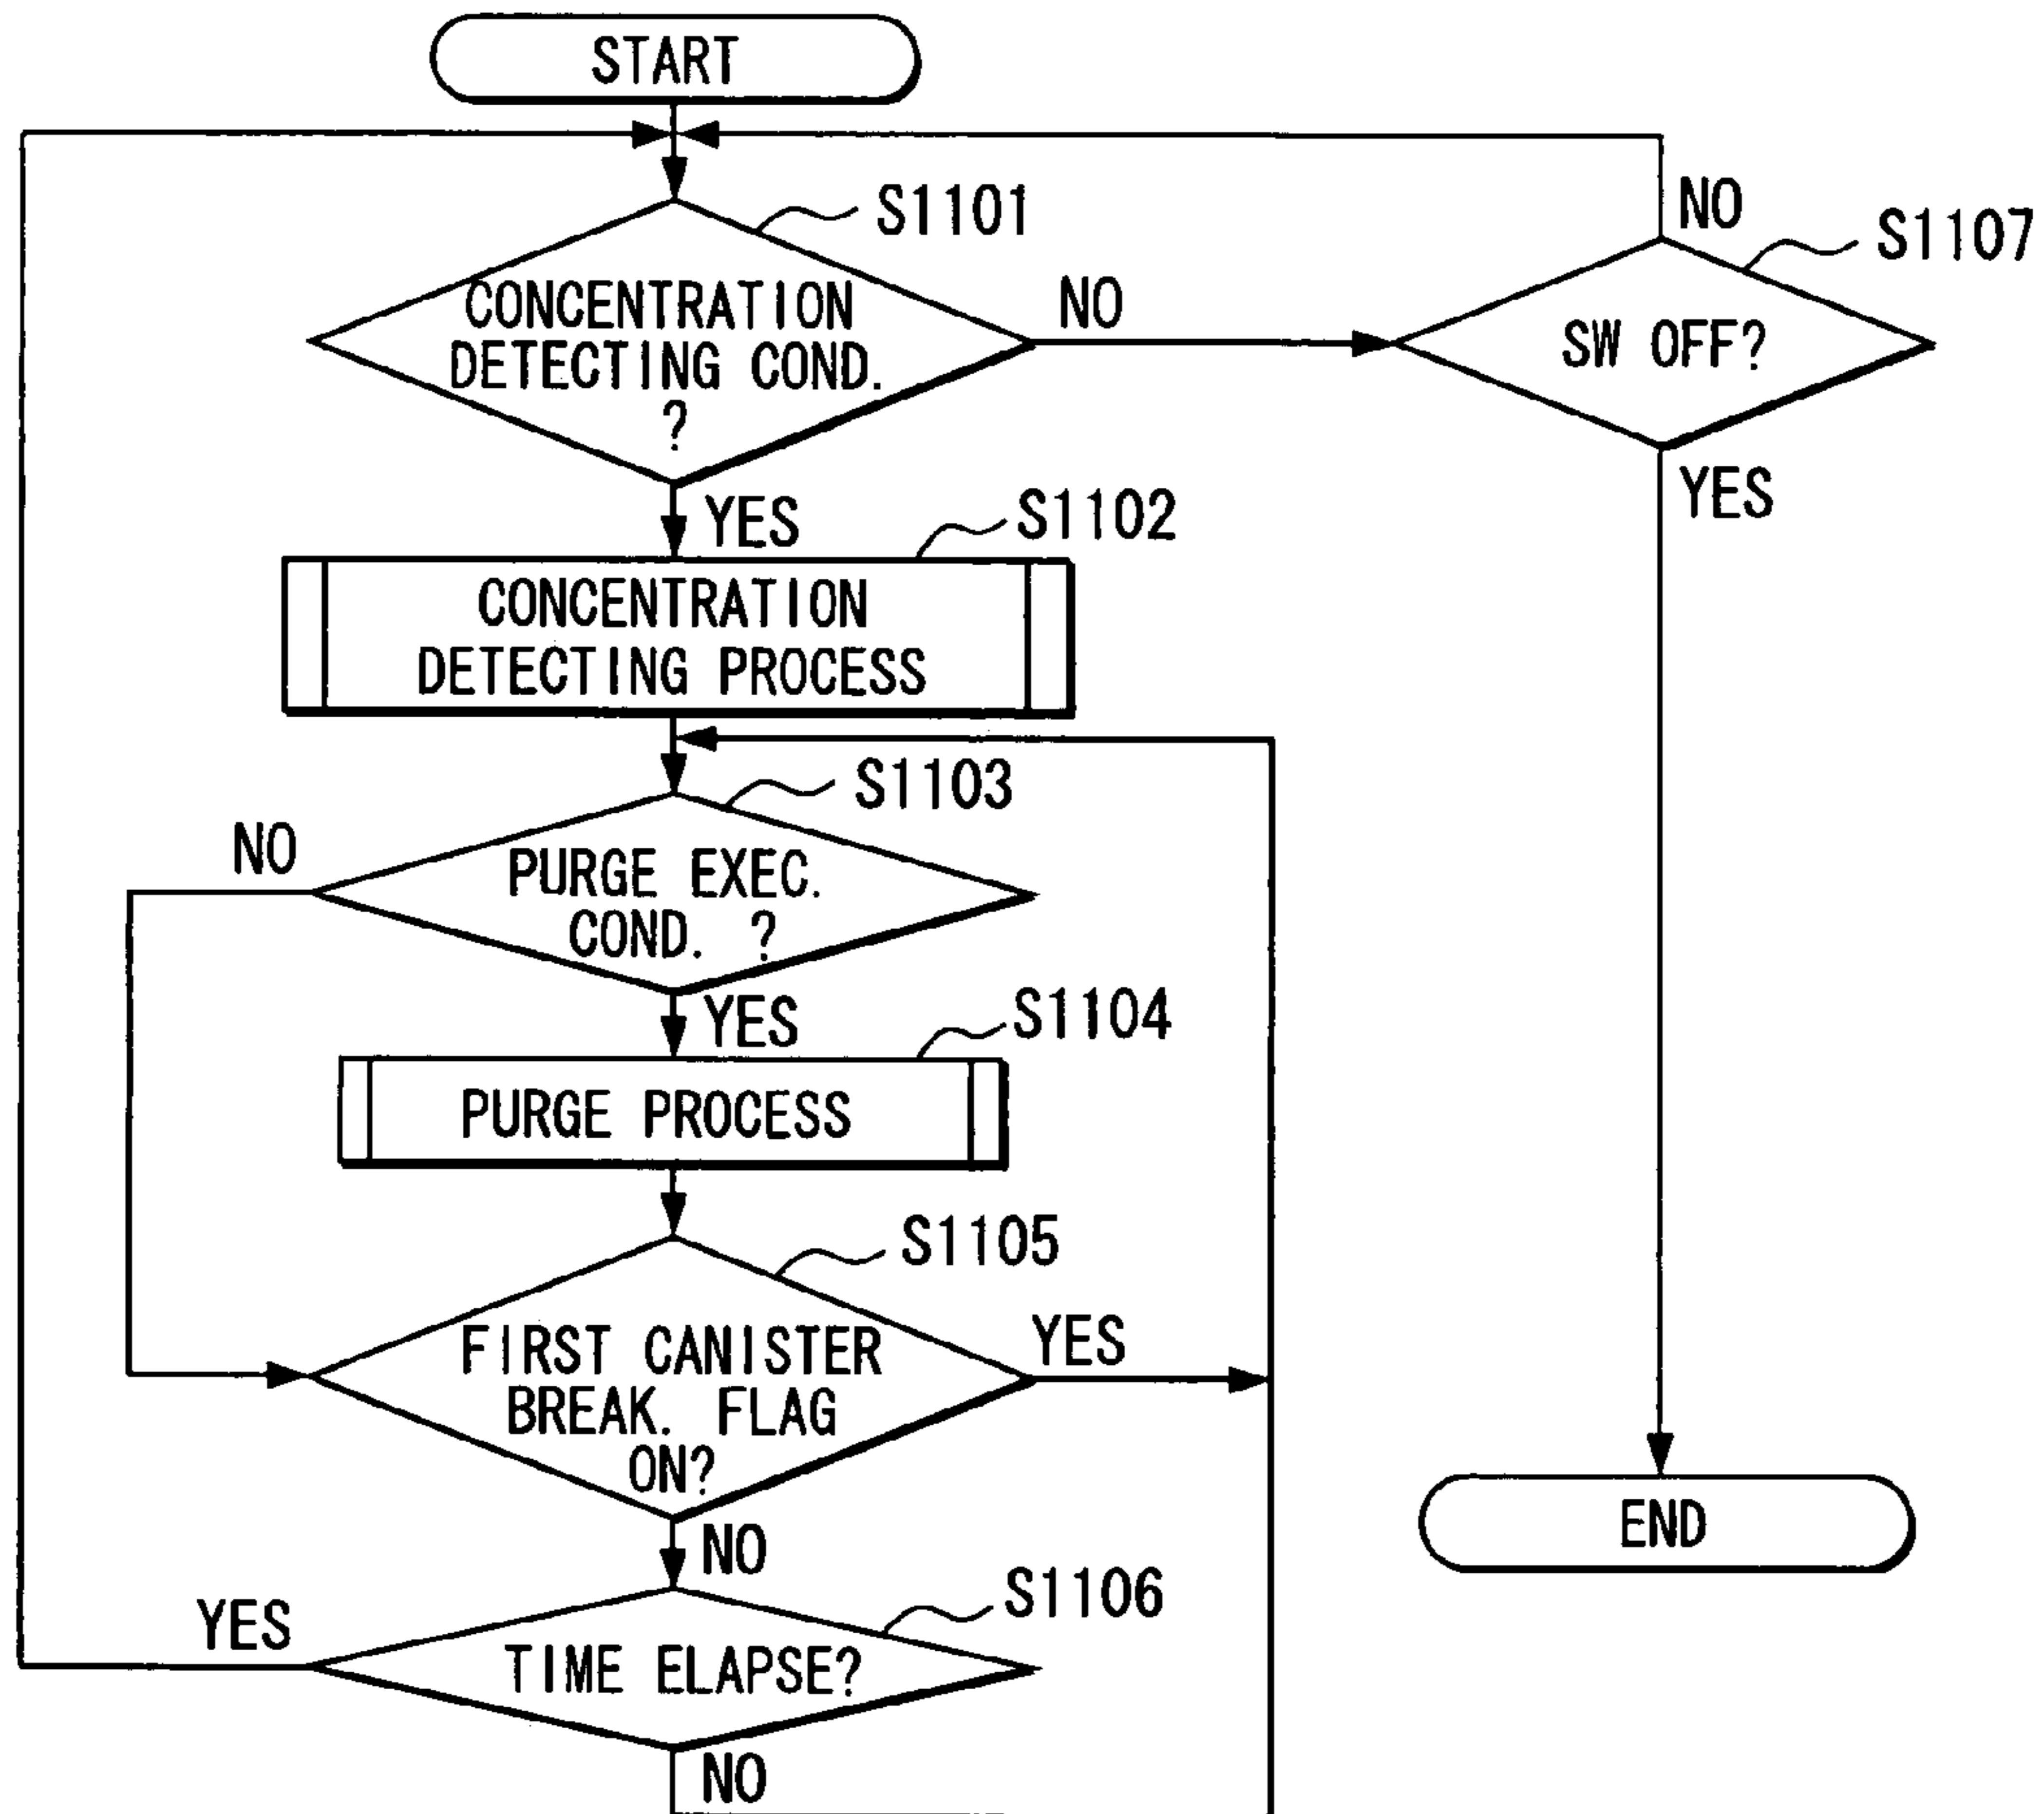 START
S1101
CONCENTRATION
DETECTING COND.
?
NO
NO
S1107
SW OFF?
YES
YES
S1102
CONCENTRATION
DETECTING PROCESS
S1103
NO
PURGE EXEC.
COND. ?
YES
S1104
PURGE PROCESS
S1105
FIRST CANISTER
BREAK. FLAG
ON?
YES
NO
END
S1106
YES
TIME ELAPSE?
NO